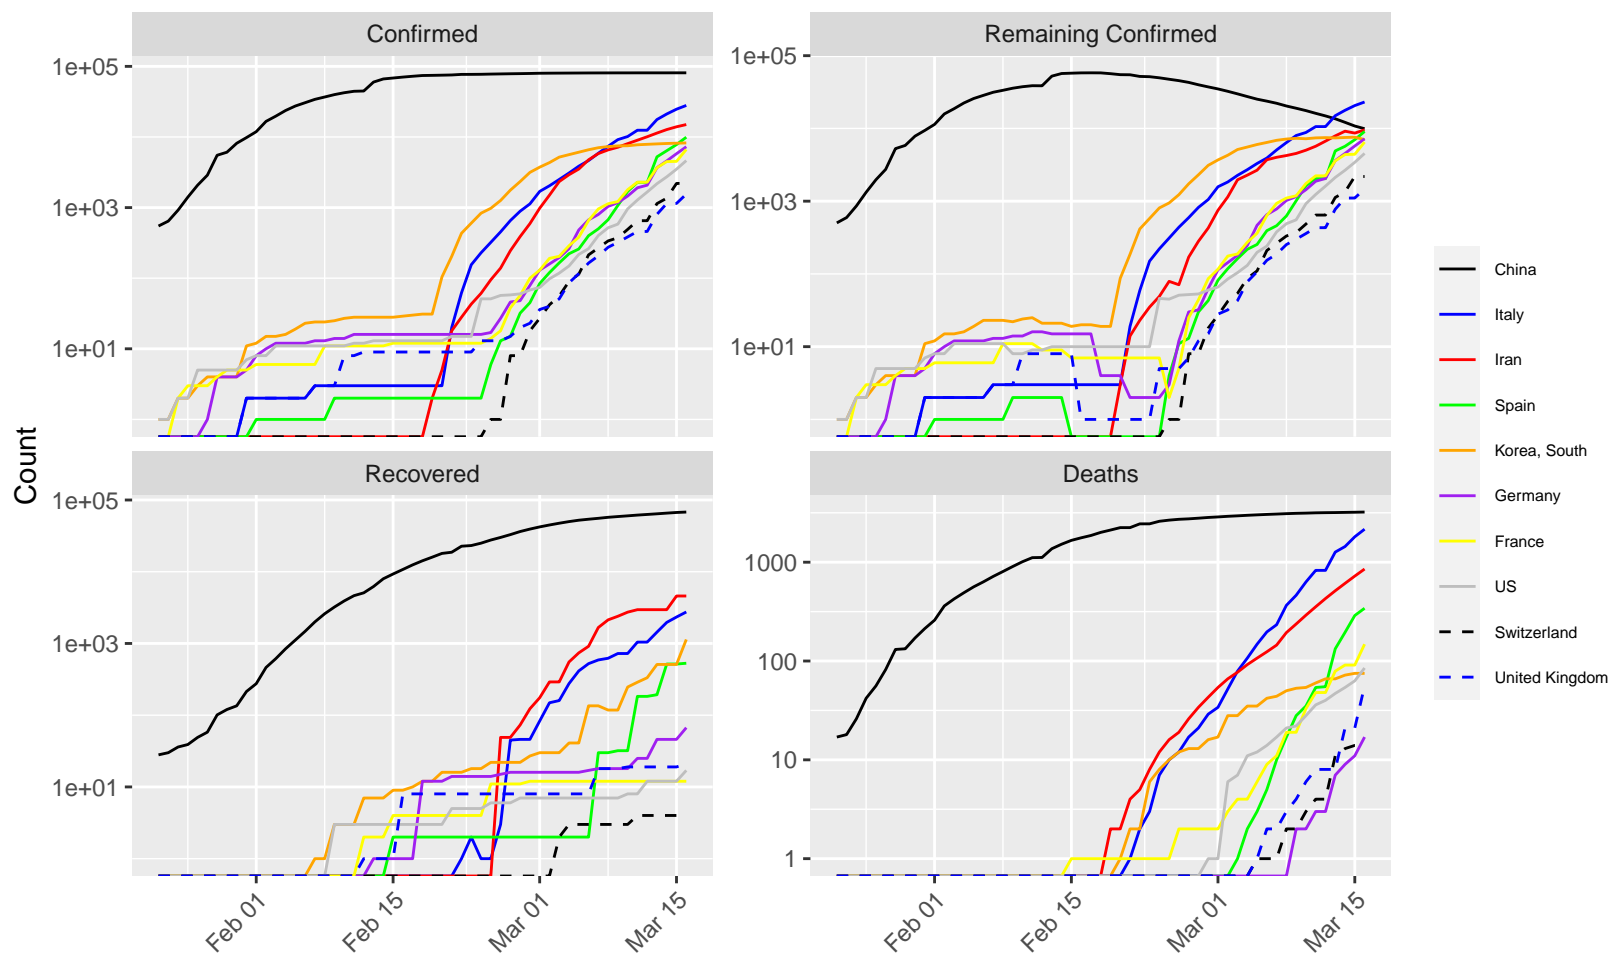 Confirmed
Remaining Confirmed
1e+05
1e+03
1e+01
1e+05
1e+03
1e+01
Recovered
Deaths
1e+05
1e+03
1e+01
1000
100
10
1
Feb 01
Feb 15
Mar 01
Mar 15
Feb 01
Feb 15
Mar 01
Mar 15
Count
China
Italy
Iran
Spain
Korea, South
Germany
France
US
Switzerland
United Kingdom